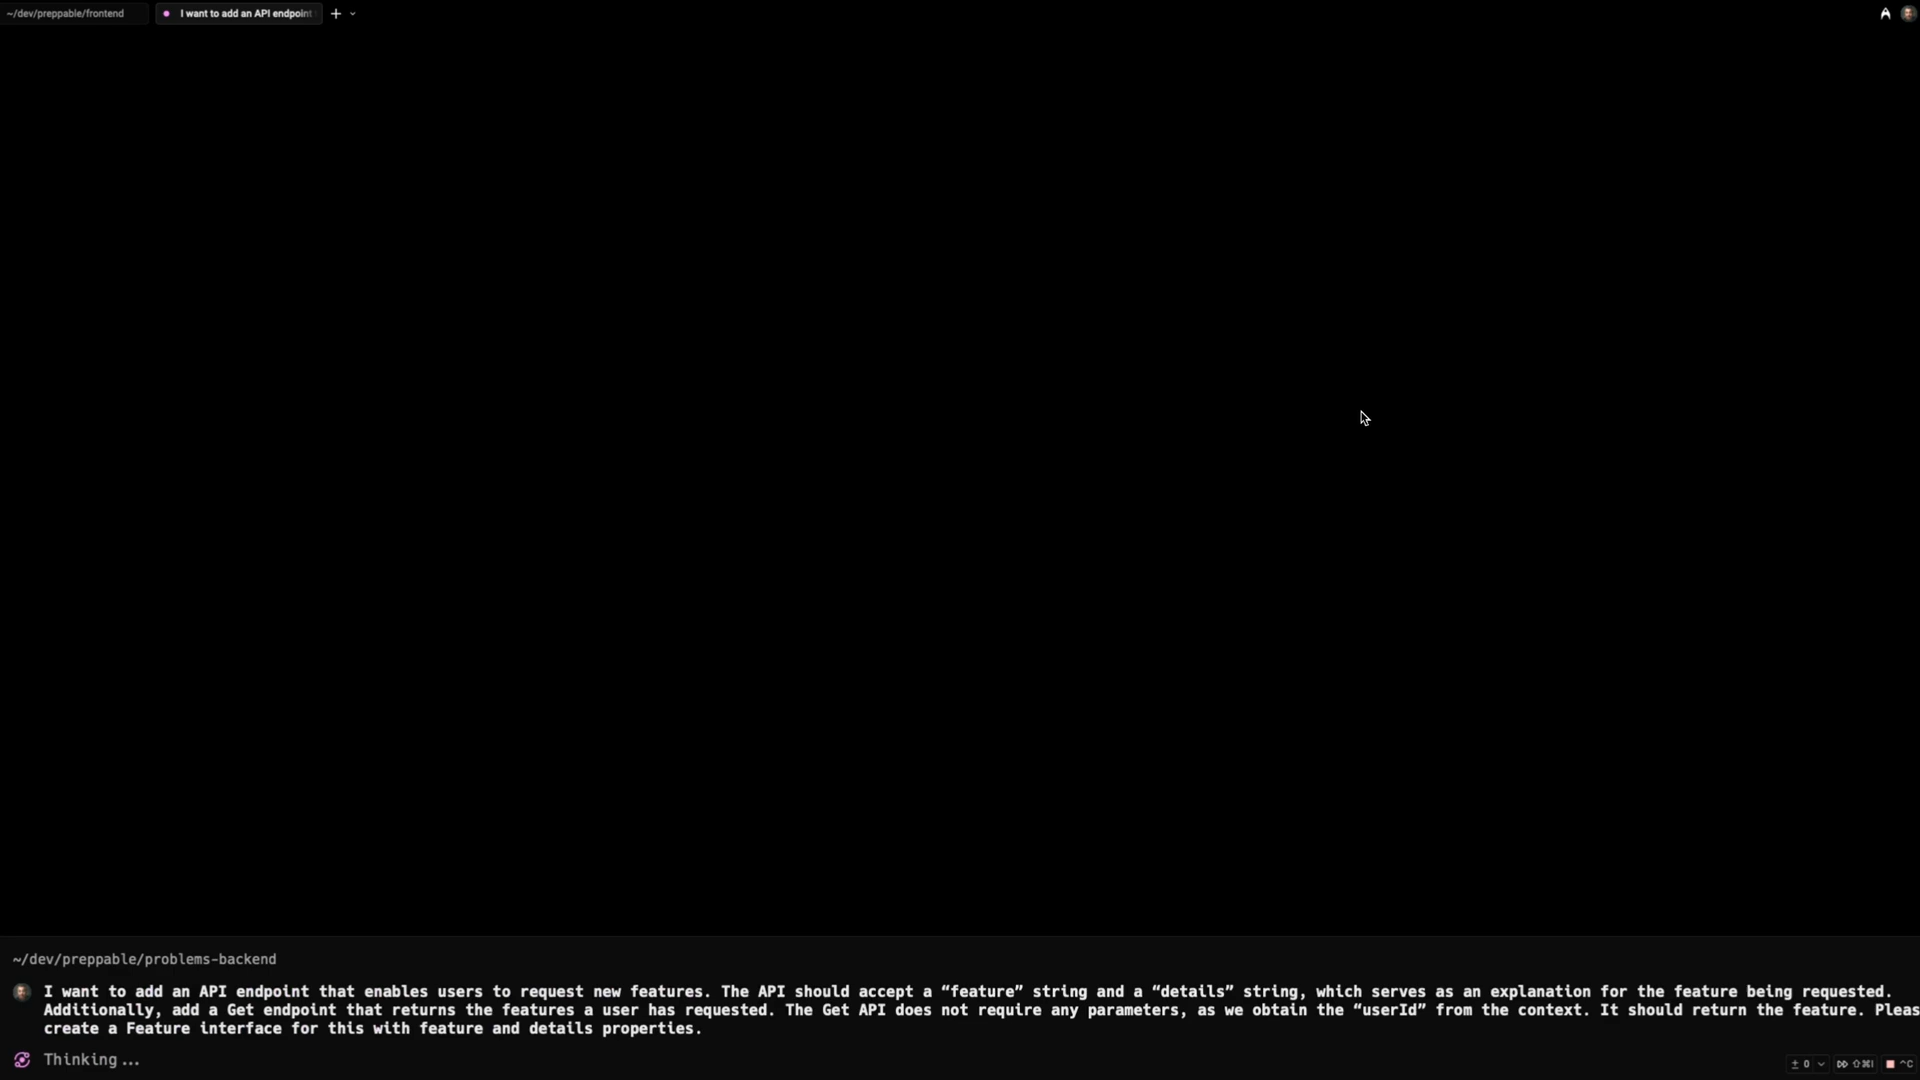 ~/dev/preppable/frontend
I want to add an API endpoint
~/dev/preppable/problems-backend
I want to add an API endpoint that enables users to request new features. The API should accept a “feature” string and a “details” string, which serves as an explanation for the feature being requested.
Additionally, add a Get endpoint that returns the features a user has requested. The Get API does not require any parameters, as we obtain the “userId” from the context. It should return the feature. Pleas
create a Feature interface for this with feature and details properties.
Thinking...
± 0 ⇧⌘I ^C